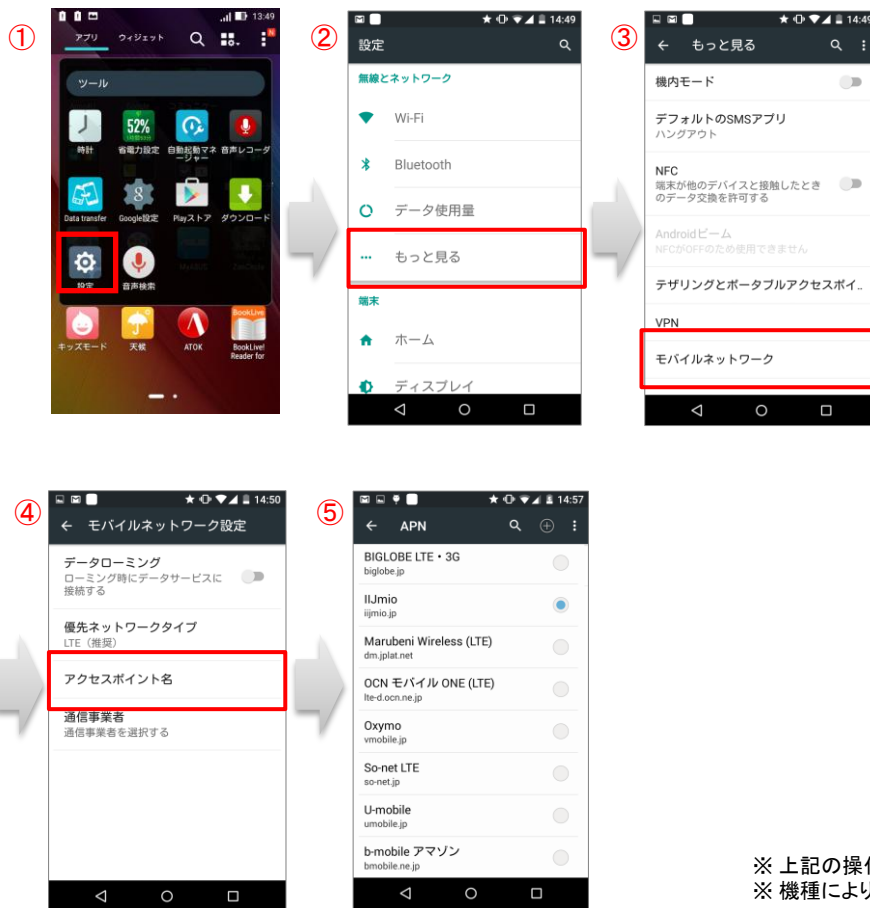 ①
13:49
アプリ ウィジェット
ツール
52%
時計 省電力設定 自動起動マネ 音声レコーダ
ージャー
8
Data transfer Google設定 Playストア ダウンロード
設定 音声検索
BookLive
キッズモード 天候 ATOK BookLive!
Reader for
②
14:49
設定
無線とネットワーク
Wi-Fi
Bluetooth
データ使用量
もっと見る
端末
ホーム
ディスプレイ
③
14:49
もっと見る
機内モード
デフォルトのSMSアプリ
ハングアウト
NFC
端末が他のデバイスと接触したとき
のデータ交換を許可する
Androidビーム
NFCがOFFのため使用できません
テザリングとポータブルアクセスポイ..
VPN
モバイルネットワーク
④
14:50
モバイルネットワーク設定
データローミング
ローミング時にデータサービスに
接続する
優先ネットワークタイプ
LTE（推奨）
アクセスポイント名
通信事業者
通信事業者を選択する
⑤
14:57
APN
BIGLOBE LTE・3G
biglobe.jp
IIJmio
iijmio.jp
Marubeni Wireless (LTE)
dm.jplat.net
OCN モバイル ONE (LTE)
lte-d.ocn.ne.jp
Oxymo
vmobile.jp
So-net LTE
so-net.jp
U-mobile
umobile.jp
b-mobile アマゾン
bmobile.ne.jp
※ 上記の操
※ 機種により